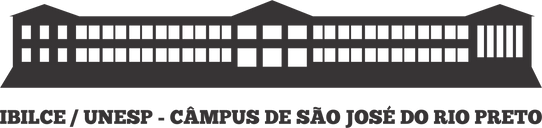 IBILCE / UNESP - CÂMPUS DE SÃO JOSÉ DO RIO PRETO